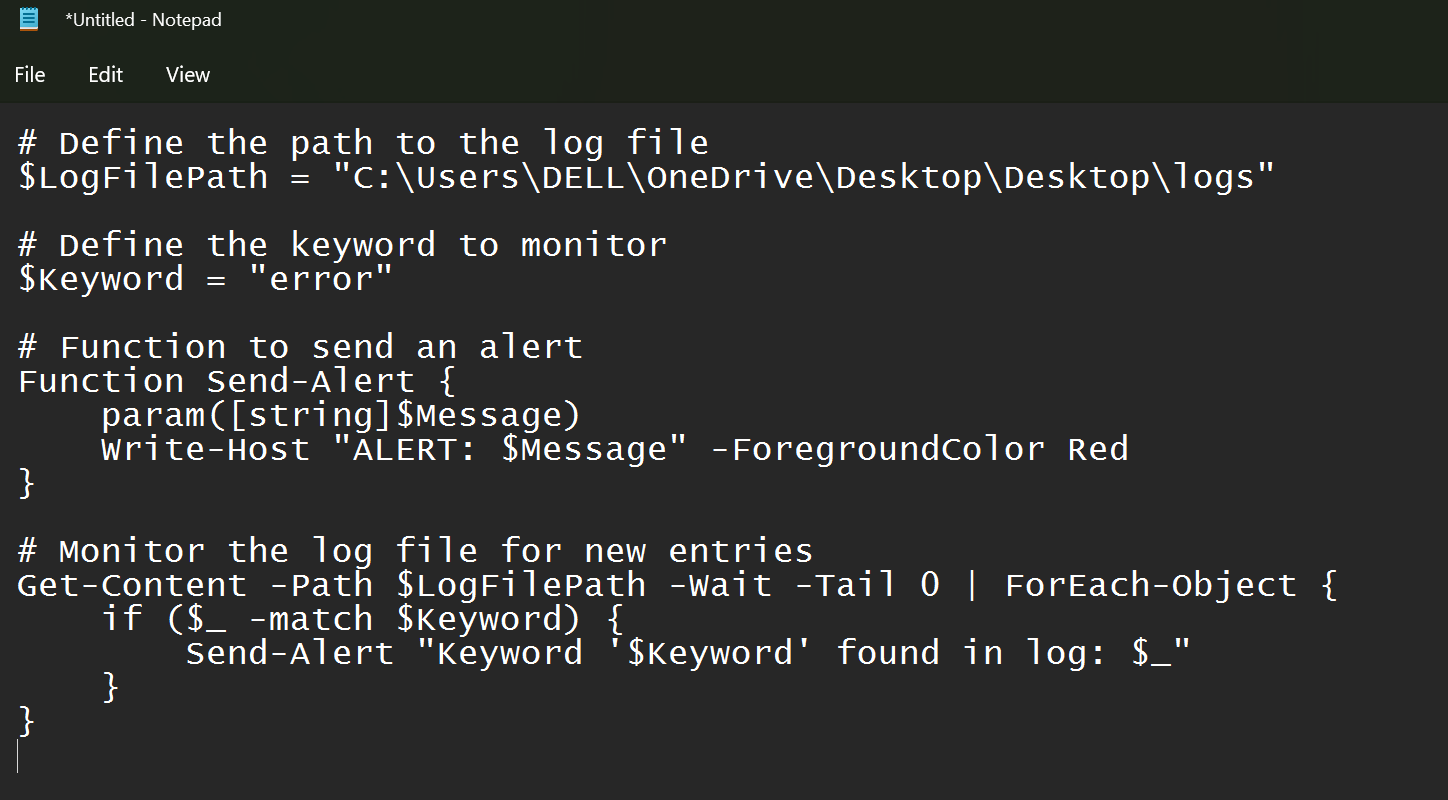 *Untitled - Notepad
File Edit View
# Define the path to the log file
$LogFilePath = "C:\Users\DELL\OneDrive\Desktop\Desktop\logs"

# Define the keyword to monitor
$Keyword = "error"

# Function to send an alert
Function Send-Alert {
    param([string]$Message)
    Write-Host "ALERT: $Message" -ForegroundColor Red
}

# Monitor the log file for new entries
Get-Content -Path $LogFilePath -Wait -Tail 0 | ForEach-Object {
    if ($_ -match $Keyword) {
        Send-Alert "Keyword '$Keyword' found in log: $_"
    }
}